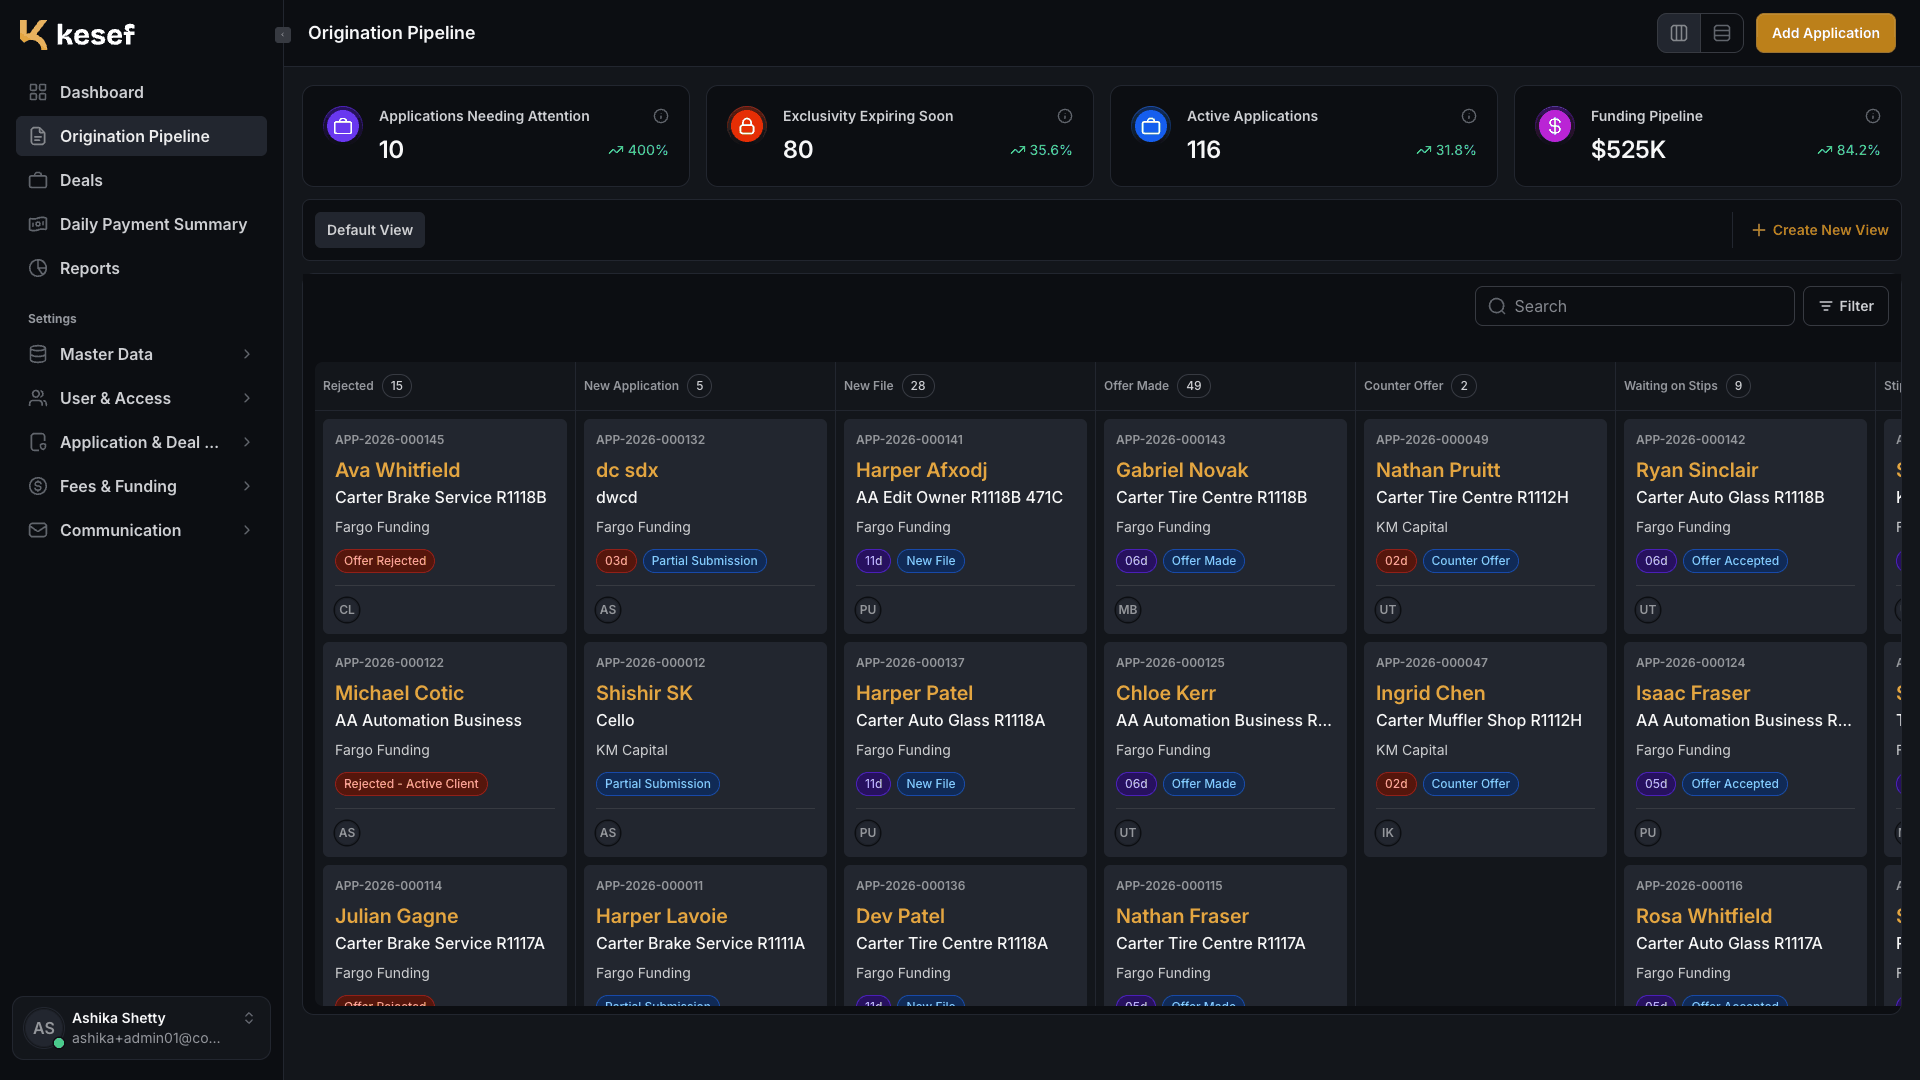 kesef
Dashboard
Origination Pipeline
Deals
Daily Payment Summary
Reports
Settings
Master Data
User & Access
Application & Deal ...
Fees & Funding
Communication
AS
Ashika Shetty
ashika+admin01@co...
Origination Pipeline
Add Application
Applications Needing Attention
10
400%
Exclusivity Expiring Soon
80
35.6%
Active Applications
116
31.8%
Funding Pipeline
$525K
84.2%
Default View
Create New View
Search
Filter
Rejected 15
APP-2026-000145
Ava Whitfield
Carter Brake Service R1118B
Fargo Funding
Offer Rejected
CL
APP-2026-000122
Michael Cotic
AA Automation Business
Fargo Funding
Rejected - Active Client
AS
APP-2026-000114
Julian Gagne
Carter Brake Service R1117A
Fargo Funding
Offer Rejected
New Application 5
APP-2026-000132
dc sdx
dwcd
Fargo Funding
03d Partial Submission
AS
APP-2026-000012
Shishir SK
Cello
KM Capital
Partial Submission
AS
APP-2026-000011
Harper Lavoie
Carter Brake Service R1111A
Fargo Funding
Partial Submission
New File 28
APP-2026-000141
Harper Afxodj
AA Edit Owner R1118B 471C
Fargo Funding
11d New File
PU
APP-2026-000137
Harper Patel
Carter Auto Glass R1118A
Fargo Funding
11d New File
PU
APP-2026-000136
Dev Patel
Carter Tire Centre R1118A
Fargo Funding
11d New File
Offer Made 49
APP-2026-000143
Gabriel Novak
Carter Tire Centre R1118B
Fargo Funding
06d Offer Made
MB
APP-2026-000125
Chloe Kerr
AA Automation Business R...
Fargo Funding
06d Offer Made
UT
APP-2026-000115
Nathan Fraser
Carter Tire Centre R1117A
Fargo Funding
05d Offer Made
Counter Offer 2
APP-2026-000049
Nathan Pruitt
Carter Tire Centre R1112H
KM Capital
02d Counter Offer
UT
APP-2026-000047
Ingrid Chen
Carter Muffler Shop R1112H
KM Capital
02d Counter Offer
IK
Waiting on Stips 9
APP-2026-000142
Ryan Sinclair
Carter Auto Glass R1118B
Fargo Funding
06d Offer Accepted
UT
APP-2026-000124
Isaac Fraser
AA Automation Business R...
Fargo Funding
05d Offer Accepted
PU
APP-2026-000116
Rosa Whitfield
Carter Auto Glass R1117A
Fargo Funding
05d Offer Accepted